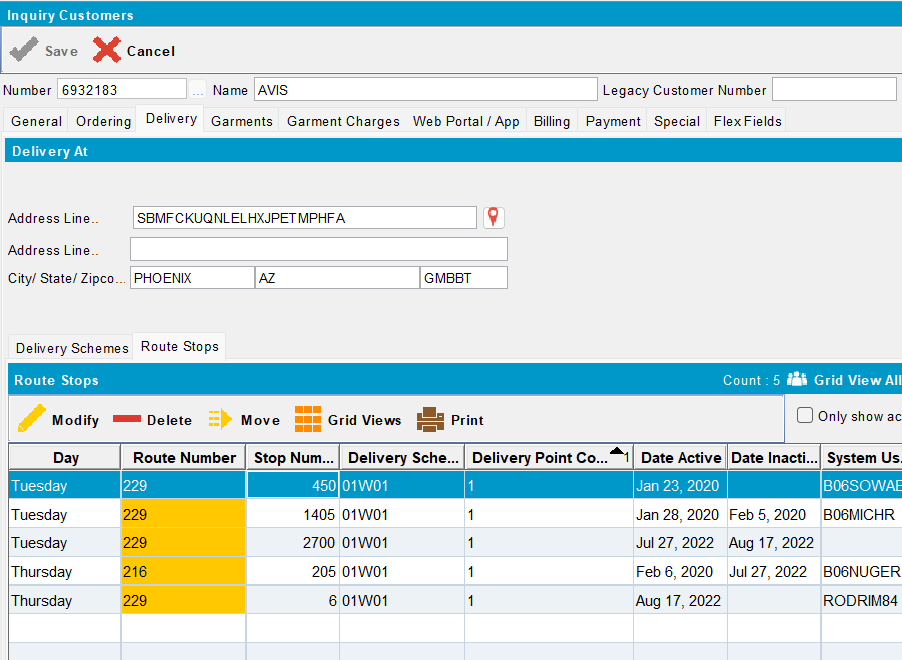 Inquiry Customers
Save Cancel
Number 6932183 ... Name AVIS Legacy Customer Number
General Ordering Delivery Garments Garment Charges Web Portal / App Billing Payment Special Flex Fields
Delivery At
Address Line.. SBMFCKUQNLELHXJPETMPHFA
Address Line..
City/ State/ Zipco... PHOENIX AZ GMBBT
Delivery Schemes Route Stops
Route Stops Count : 5 Grid View All
Modify Delete Move Grid Views Print Only show ac
Day Route Number Stop Num... Delivery Sche... Delivery Point Co... 1 Date Active Date Inacti... System Us.
Tuesday 229 450 01W01 1 Jan 23, 2020 B06SOWAE
Tuesday 229 1405 01W01 1 Jan 28, 2020 Feb 5, 2020 B06MICHR
Tuesday 229 2700 01W01 1 Jul 27, 2022 Aug 17, 2022
Thursday 216 205 01W01 1 Feb 6, 2020 Jul 27, 2022 B06NUGER
Thursday 229 6 01W01 1 Aug 17, 2022 RODRIM84